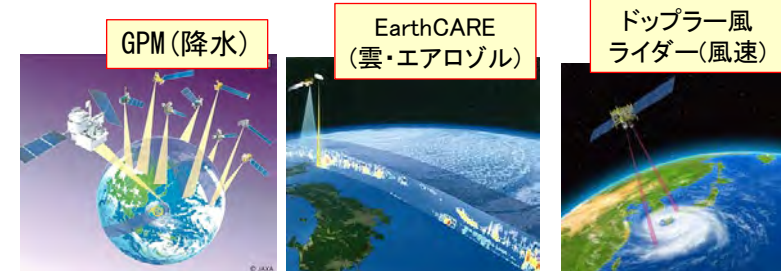 GPM(降水)
EarthCARE
(雲・エアロゾル)
ドップラー風
ライダー(風速)
© JAXA